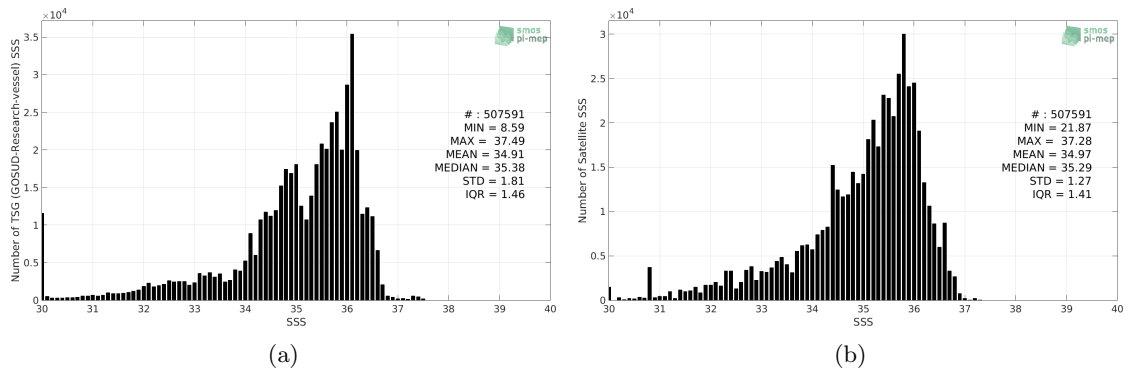 ×10⁴
Number of TSG (GOSUD-Research-vessel) SSS
3.5
3
2.5
2
1.5
1
0.5
0
30 31 32 33 34 35 36 37 38 39 40
SSS
smos
pi-mep
# : 507591
MIN = 8.59
MAX = 37.49
MEAN = 34.91
MEDIAN = 35.38
STD = 1.81
IQR = 1.46
(a)
×10⁴
Number of Satellite SSS
3
2.5
2
1.5
1
0.5
0
30 31 32 33 34 35 36 37 38 39 40
SSS
smos
pi-mep
# : 507591
MIN = 21.87
MAX = 37.28
MEAN = 34.97
MEDIAN = 35.29
STD = 1.27
IQR = 1.41
(b)